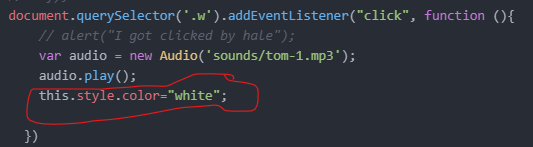 document.querySelector('.w').addEventListener("click", function (){
// alert("I got clicked by hale");
var audio = new Audio('sounds/tom-1.mp3');
audio.play();
this.style.color="white";
})